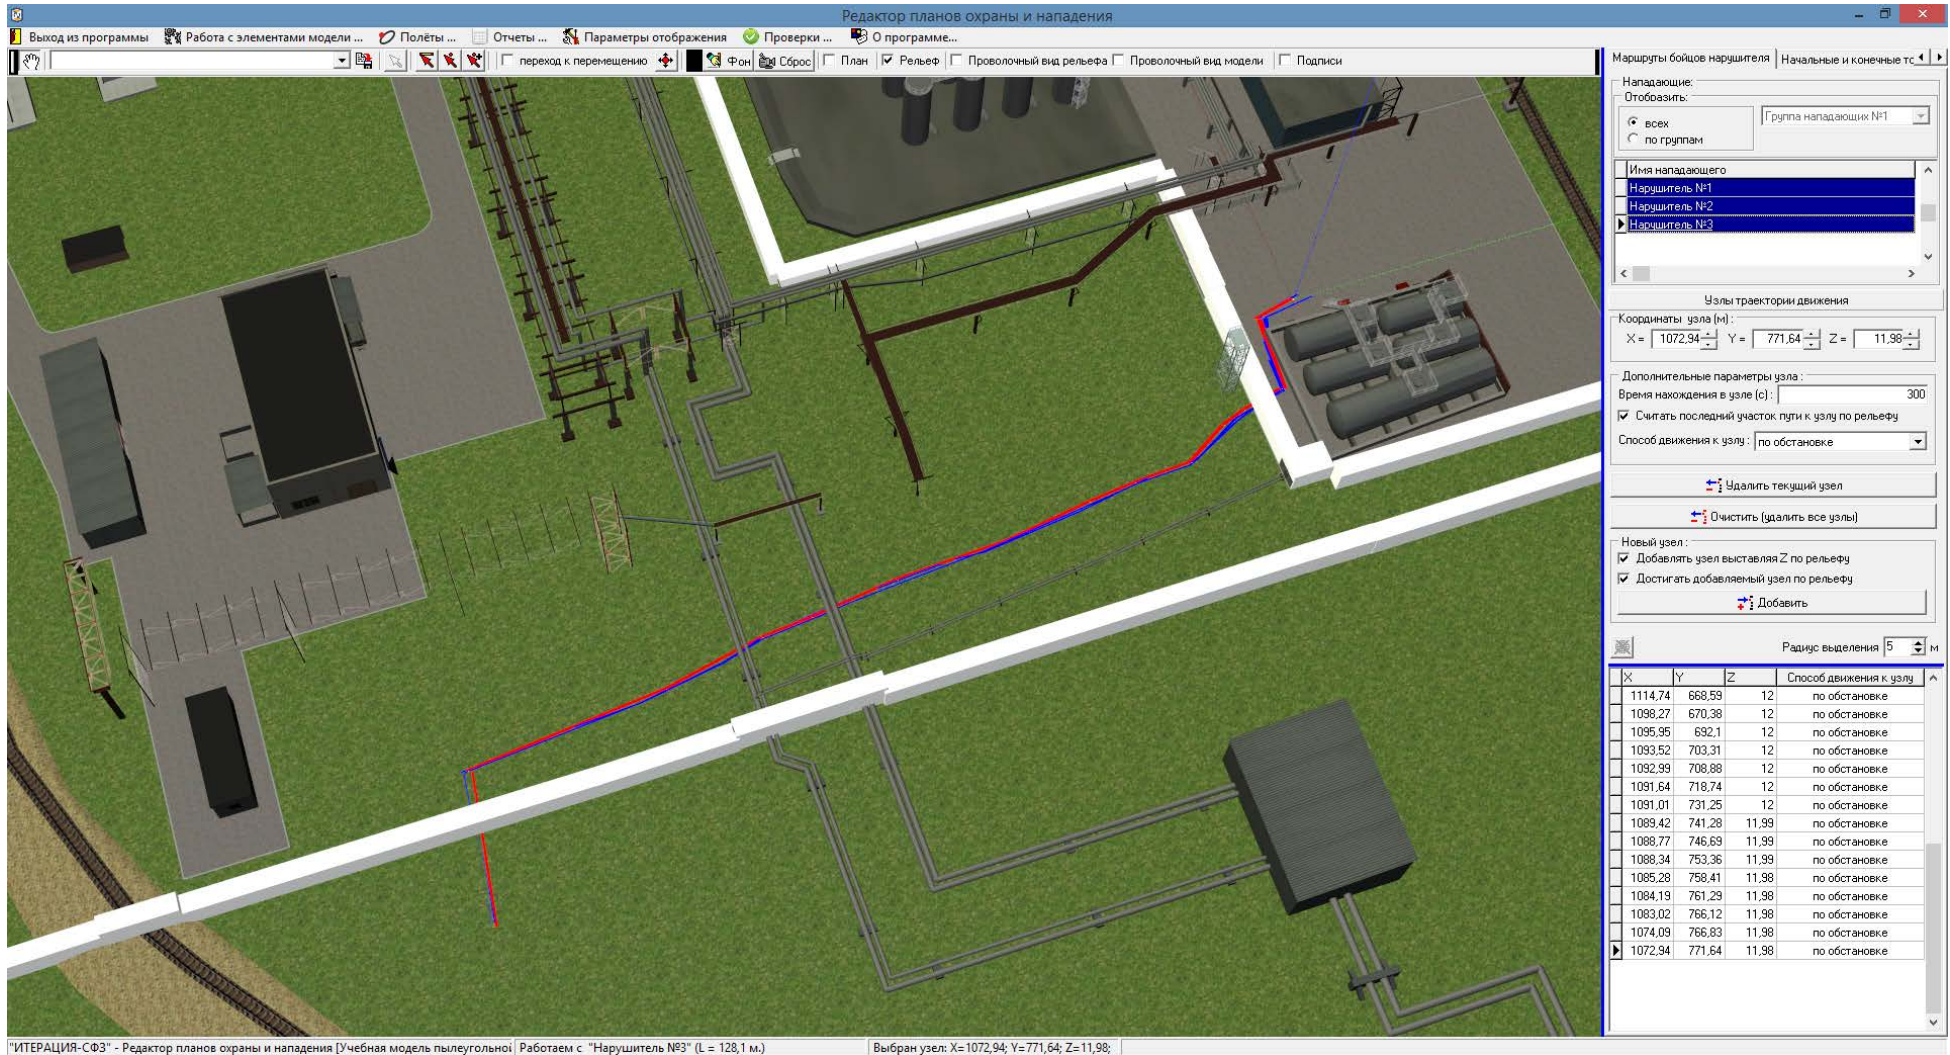 Редактор планов охраны и нападения
Выход из программы Работа с элементами модели ... Полёты ... Отчеты ... Параметры отображения Проверки ... О программе...
переход к перемещению Фон Сброс План Рельеф Проволочный вид рельефа Проволочный вид модели Подписи
Маршруты бойцов нарушителя Начальные и конечные то
Нападающие:
Отобразить:
всех
по группам
Группа нападающих №1
Имя нападающего
Нарушитель №1
Нарушитель №2
Нарушитель №3
Узлы траектории движения
Координаты узла (м) :
X = 1072,94 Y = 771,64 Z = 11,98
Дополнительные параметры узла :
Время нахождения в узле (с) : 300
Считать последний участок пути к узлу по рельефу
Способ движения к узлу : по обстановке
Удалить текущий узел
Очистить (удалить все узлы)
Новый узел :
Добавлять узел выставляя Z по рельефу
Достигать добавляемый узел по рельефу
Добавить
Радиус выделения 5 м
X Y Z Способ движения к узлу
1114,74 668,59 12 по обстановке
1098,27 670,38 12 по обстановке
1095,95 692,1 12 по обстановке
1093,52 703,31 12 по обстановке
1092,99 708,88 12 по обстановке
1091,64 718,74 12 по обстановке
1091,01 731,25 12 по обстановке
1089,42 741,28 11,99 по обстановке
1088,77 746,69 11,99 по обстановке
1088,34 753,36 11,99 по обстановке
1085,28 758,41 11,98 по обстановке
1084,19 761,29 11,98 по обстановке
1083,02 766,12 11,98 по обстановке
1074,09 766,83 11,98 по обстановке
1072,94 771,64 11,98 по обстановке
"ИТЕРАЦИЯ-СФЗ" - Редактор планов охраны и нападения [Учебная модель пылеугольной Работаем с "Нарушитель №3" (L = 128,1 м.) Выбран узел: X=1072,94; Y=771,64; Z=11,98;